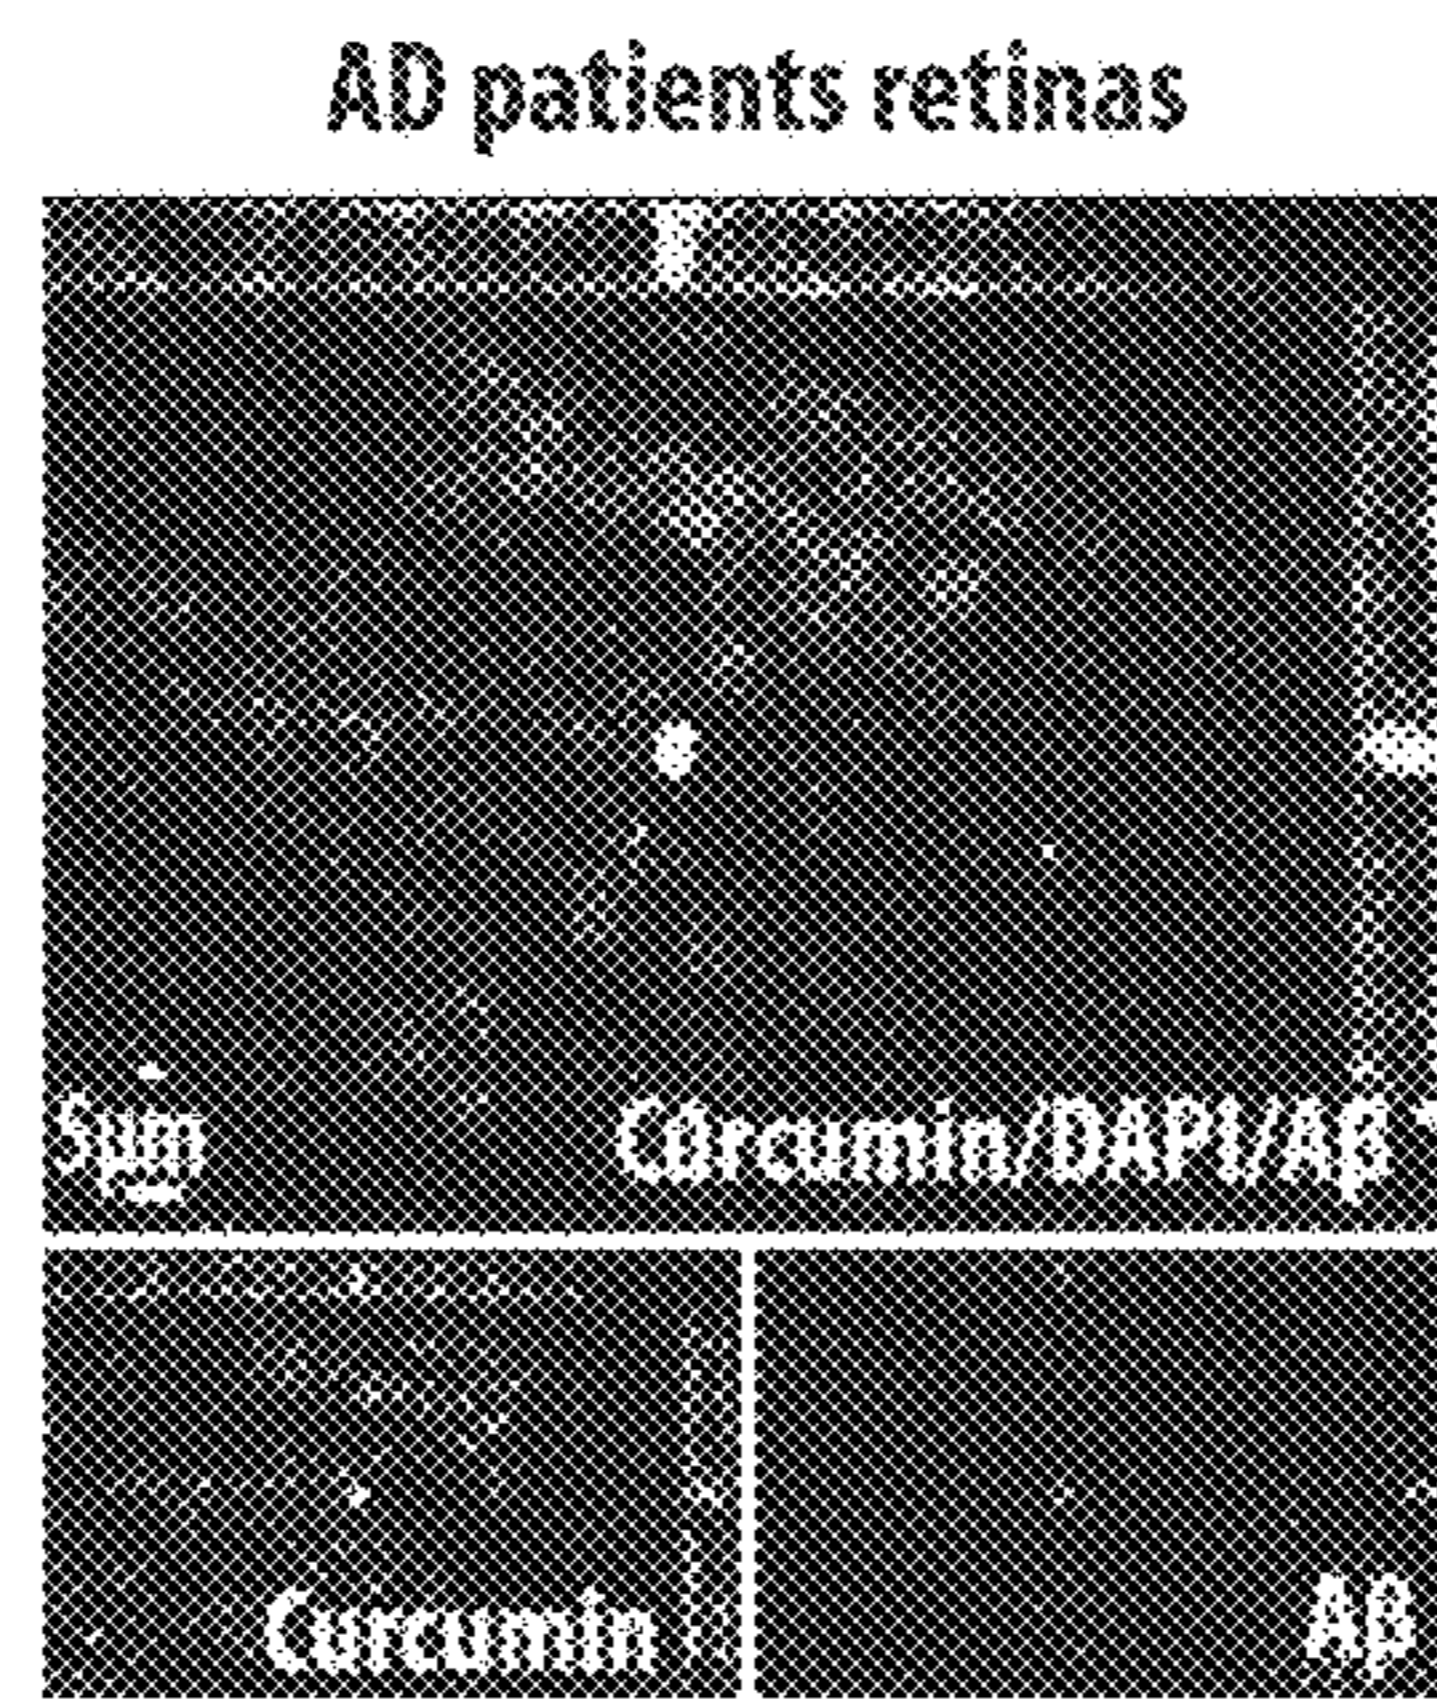 AD patients retinas
5µm
Curcumin/DAPI/Aβ
Curcumin
Aβ